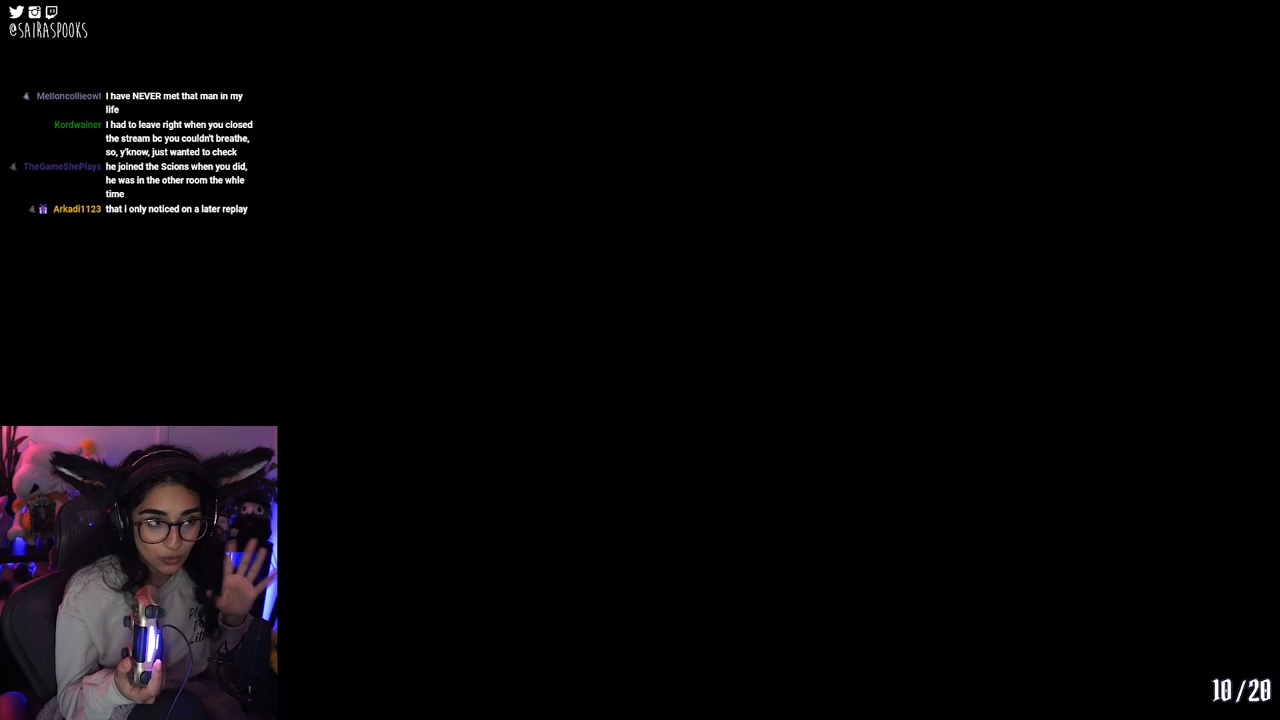 @SAIRASPOOKS
Melloncollieowl I have NEVER met that man in my
life
Kordwainer I had to leave right when you closed
the stream bc you couldn't breathe,
so, y'know, just wanted to check
TheGameShePlays he joined the Scions when you did,
he was in the other room the whle
time
Arkadi1123 that i only noticed on a later replay
10/20